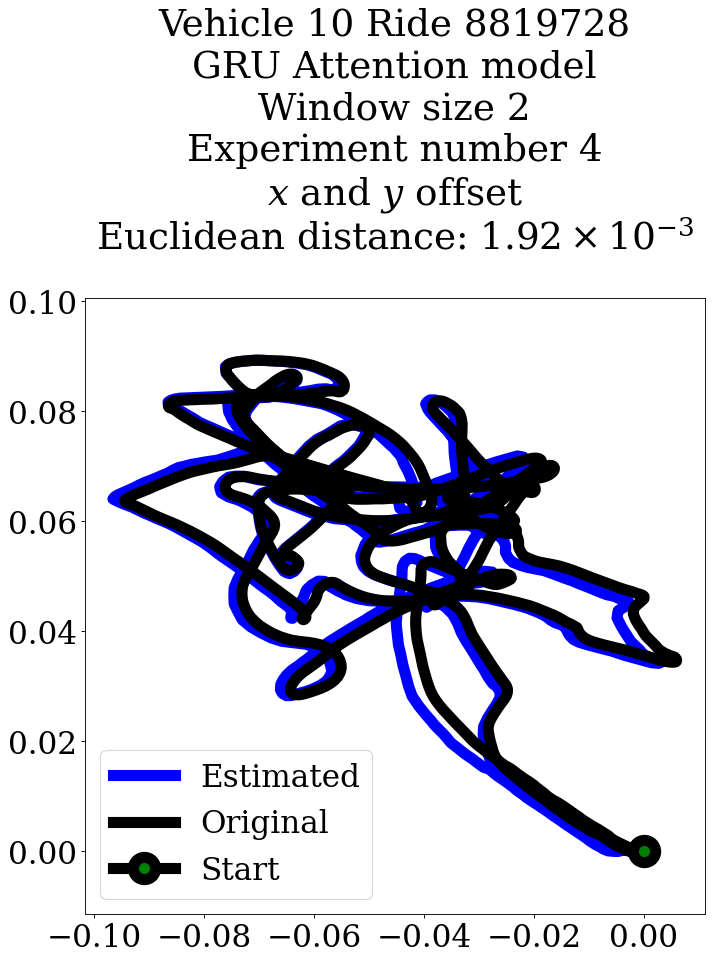 Vehicle 10 Ride 8819728
GRU Attention model
Window size 2
Experiment number 4
x and y offset
Euclidean distance: 1.92 × 10⁻³
0.10
0.08
0.06
0.04
0.02
0.00
Estimated
Original
Start
−0.10 −0.08 −0.06 −0.04 −0.02 0.00